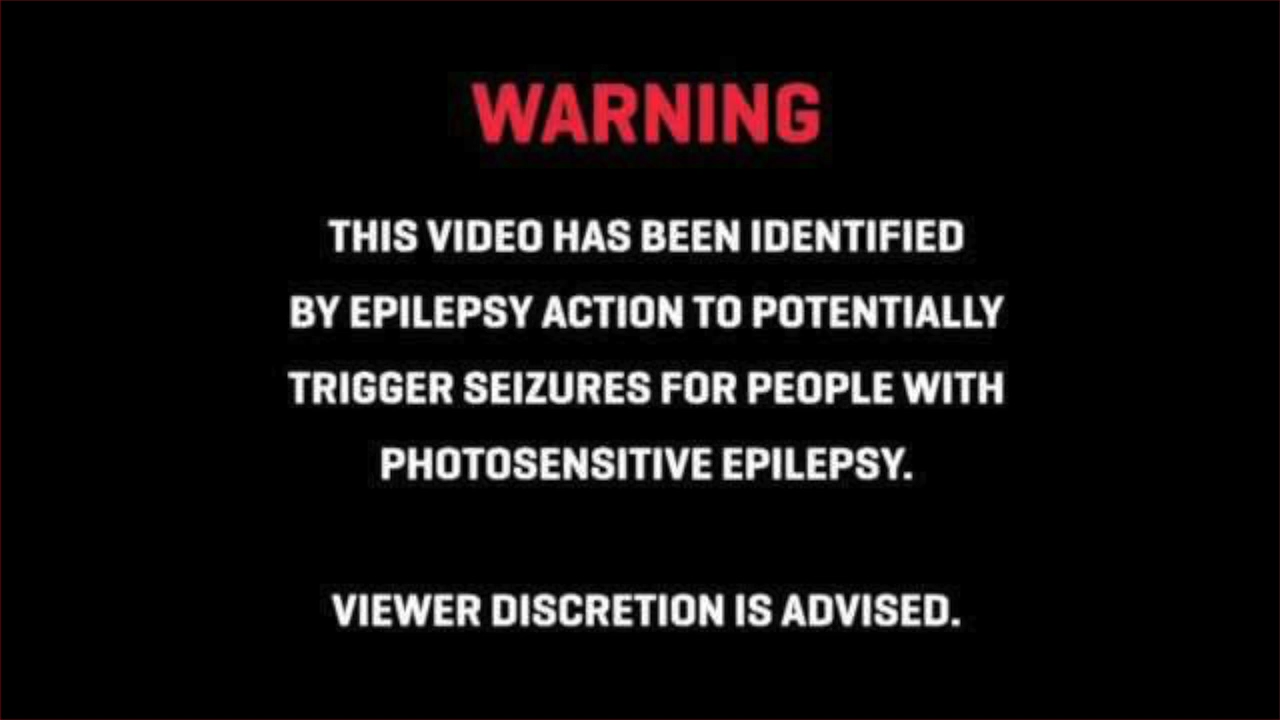 WARNING
THIS VIDEO HAS BEEN IDENTIFIED
BY EPILEPSY ACTION TO POTENTIALLY
TRIGGER SEIZURES FOR PEOPLE WITH
PHOTOSENSITIVE EPILEPSY.
VIEWER DISCRETION IS ADVISED.